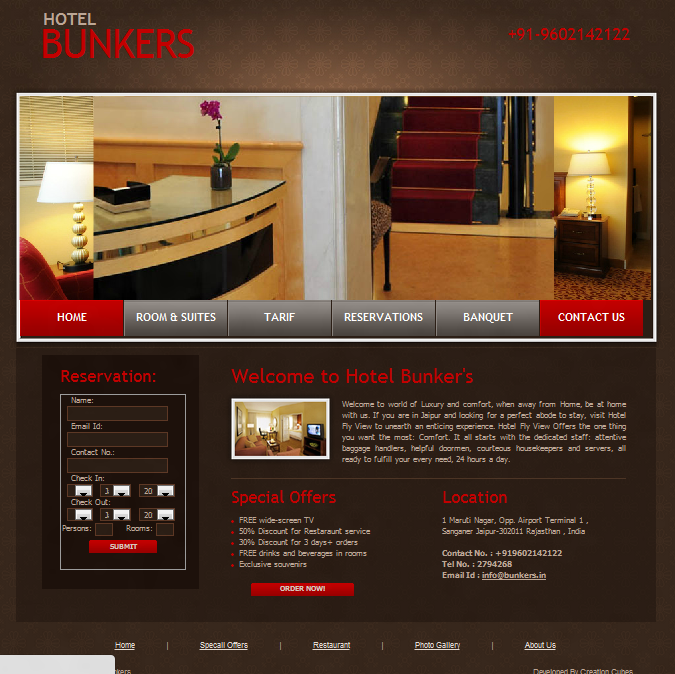 HOTEL
BUNKERS
+91-9602142122
HOME
ROOM & SUITES
TARIF
RESERVATIONS
BANQUET
CONTACT US
Reservation:
Name:
Email Id:
Contact No.:
Check In:
3
20
Check Out:
3
20
Persons:
Rooms:
SUBMIT
Welcome to Hotel Bunker's
Welcome to world of Luxury and comfort, when away from Home, be at home
with us. If you are in Jaipur and looking for a perfect abode to stay, visit Hotel
Fly View to unearth an enticing experience. Hotel Fly View Offers the one thing
you want the most: Comfort. It all starts with the dedicated staff: attentive
baggage handlers, helpful doormen, courteous housekeepers and servers, all
ready to fulfill your every need, 24 hours a day.
Special Offers
FREE wide-screen TV
50% Discount for Restaraunt service
30% Discount for 3 days+ orders
FREE drinks and beverages in rooms
Exclusive souvenirs
ORDER NOW!
Location
1 Maruti Nagar, Opp. Airport Terminal 1 ,
Sanganer Jaipur-302011 Rajasthan , India
Contact No. : +919602142122
Tel No. : 2794268
Email Id : info@bunkers.in
Home | Specall Offers | Restaurant | Photo Gallery | About Us
Developed By Creating Cubes